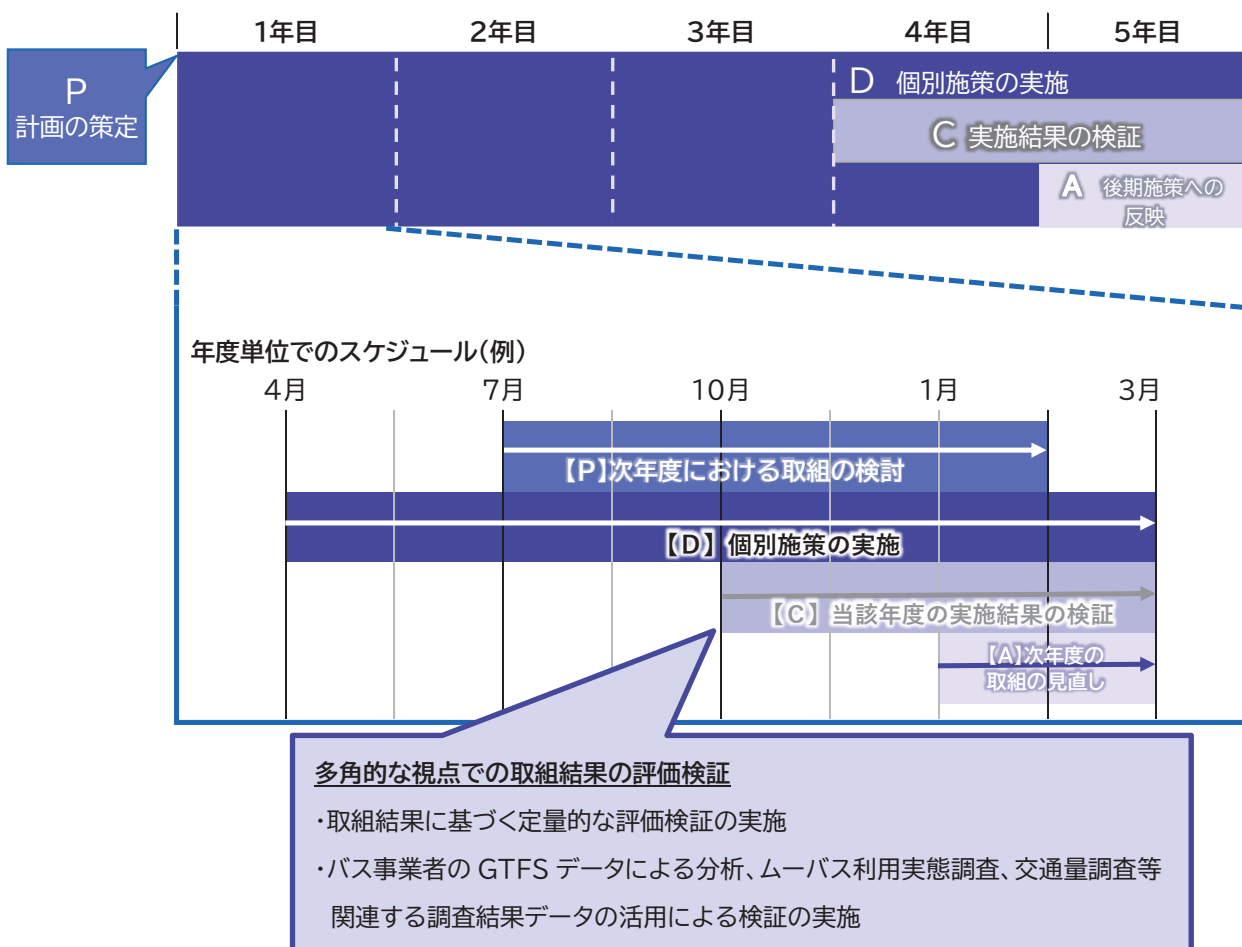 1年目
2年目
3年目
4年目
5年目
P
計画の策定
D 個別施策の実施
C 実施結果の検証
A 後期施策への
反映
年度単位でのスケジュール(例)
4月
7月
10月
1月
3月
【P】次年度における取組の検討
【D】 個別施策の実施
【C】 当該年度の実施結果の検証
【A】次年度の
取組の見直し
多角的な視点での取組結果の評価検証
・取組結果に基づく定量的な評価検証の実施
・バス事業者の GTFS データによる分析、ムーバス利用実態調査、交通量調査等
関連する調査結果データの活用による検証の実施